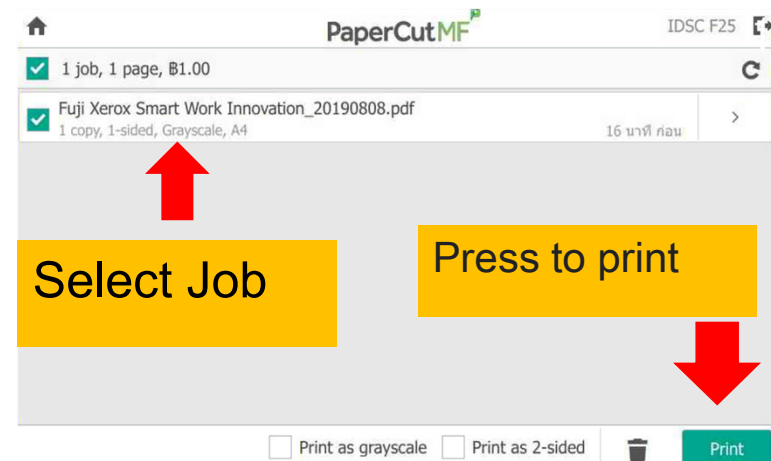 PaperCutMF
IDSC F25
1 job, 1 page, ฿1.00
Fuji Xerox Smart Work Innovation_20190808.pdf
1 copy, 1-sided, Grayscale, A4
16 นาที ก่อน
Select Job
Press to print
Print as grayscale
Print as 2-sided
Print